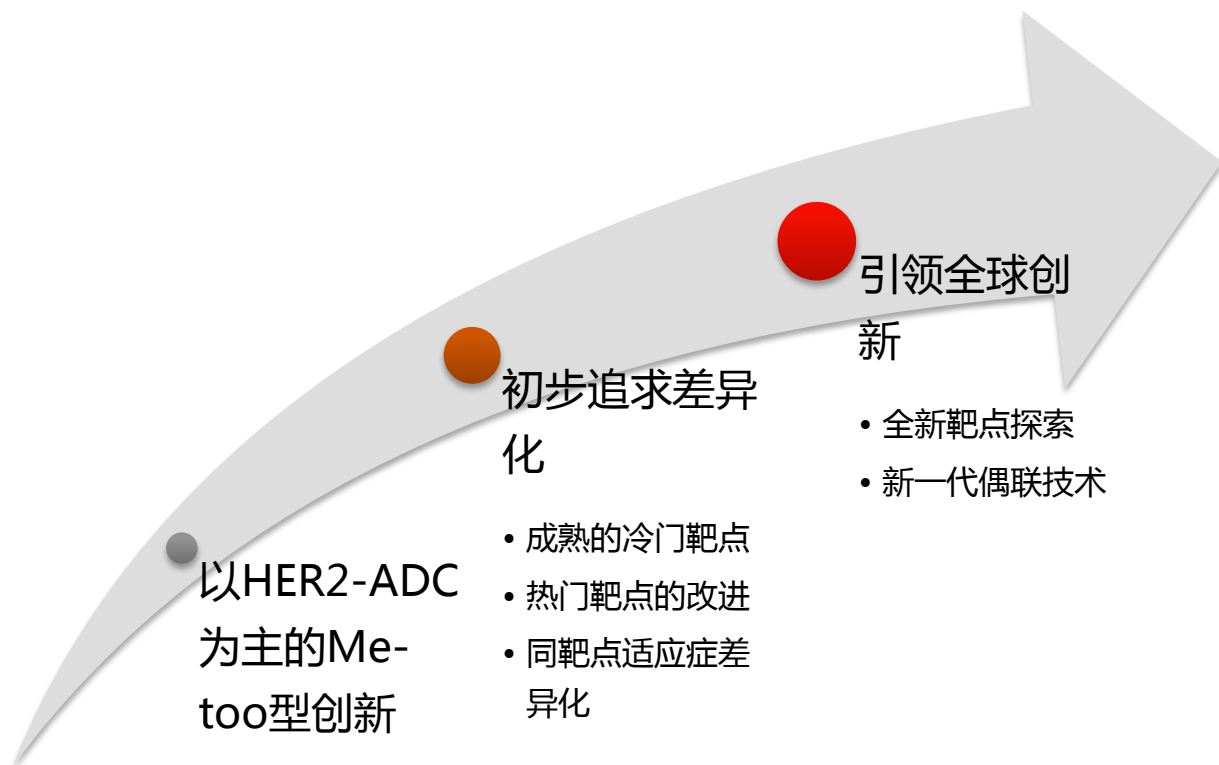 以HER2-ADC
为主的Me-
too型创新
初步追求差异
化
• 成熟的冷门靶点
• 热门靶点的改进
• 同靶点适应症差
异化
引领全球创
新
• 全新靶点探索
• 新一代偶联技术